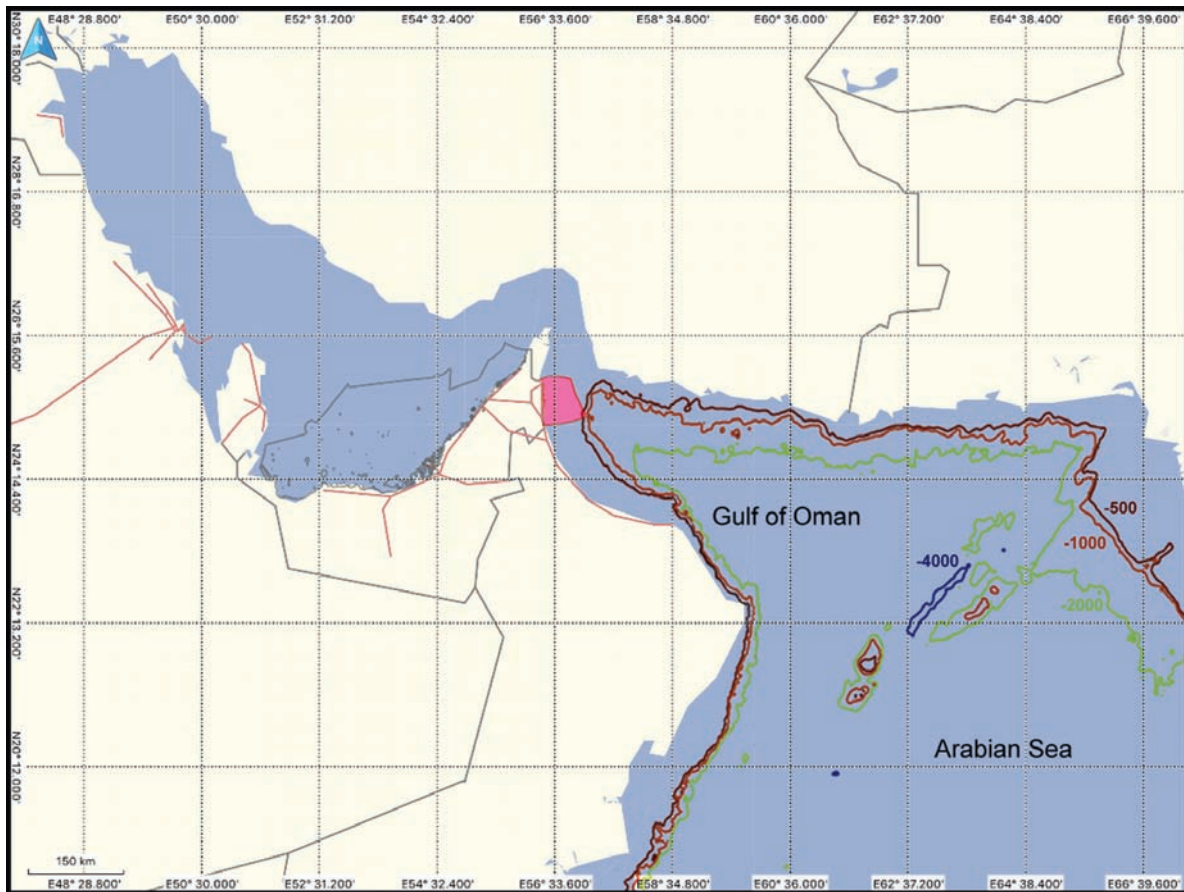 E48° 28.800' E50° 30.000' E52° 31.200' E54° 32.400' E56° 33.600' E58° 34.800' E60° 36.000' E62° 37.200' E64° 38.400' E66° 39.600'
N
N30° 18 000'
N28° 16 800'
N26° 15 600'
N24° 14 400'
N22° 13 200'
N20° 12 000'
Gulf of Oman
-500
-1000
-4000
-2000
Arabian Sea
150 km
E48° 28.800' E50° 30.000' E52° 31.200' E54° 32.400' E56° 33.600' E58° 34.800' E60° 36.000' E62° 37.200' E64° 38.400' E66° 39.600'